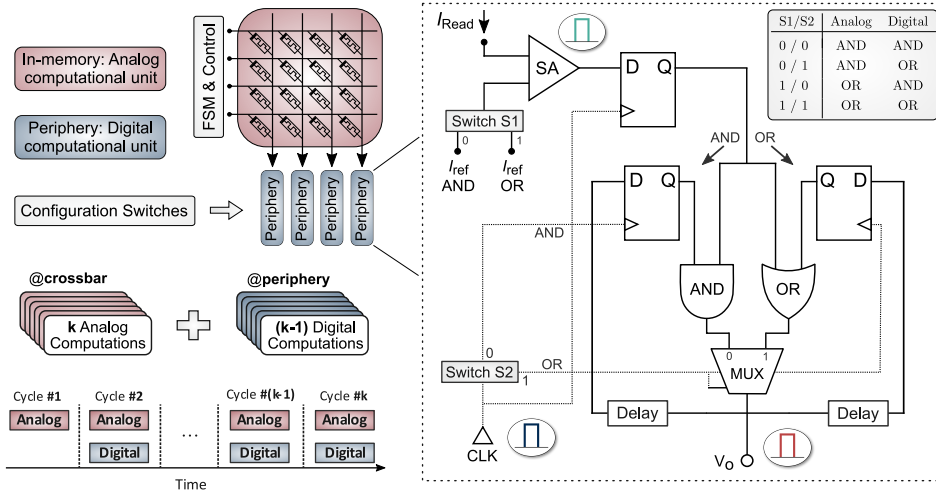 In-memory: Analog
computational unit
Periphery: Digital
computational unit
Configuration Switches
FSM & Control
Periphery
Periphery
Periphery
Periphery
@crossbar
k Analog
Computations
@periphery
(k-1) Digital
Computations
Cycle #1
Cycle #2
Cycle #(k-1)
Cycle #k
Analog
Analog
...
Analog
Analog
Digital
Digital
Digital
Time
I_Read
SA
Switch S1
0
1
I_ref
AND
I_ref
OR
D Q
AND
OR
D Q
Q D
AND
AND
OR
0
1
MUX
0
Switch S2
1
OR
Delay
Delay
CLK
V_o
S1/S2 Analog Digital
0 / 0 AND AND
0 / 1 AND OR
1 / 0 OR AND
1 / 1 OR OR